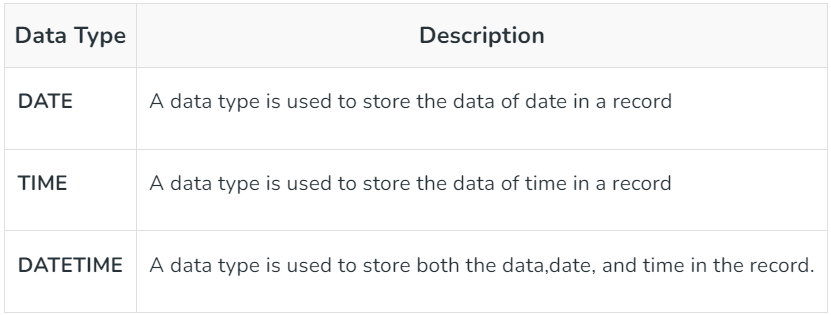 Data Type Description
DATE A data type is used to store the data of date in a record
TIME A data type is used to store the data of time in a record
DATETIME A data type is used to store both the data,date, and time in the record.